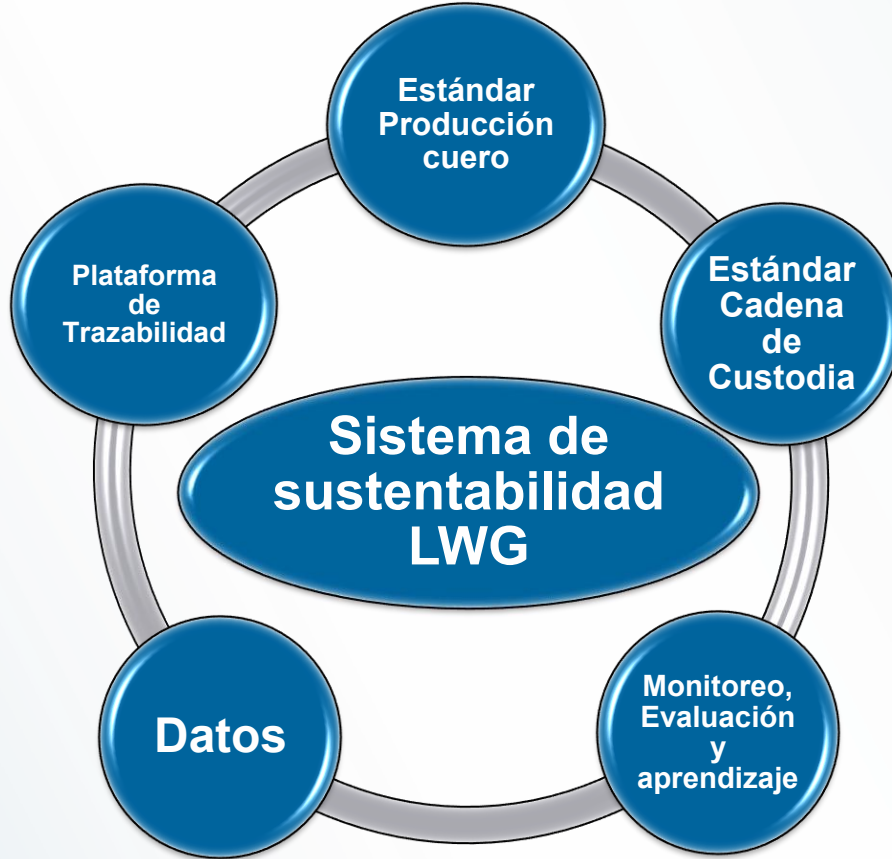 Estándar
Producción
cuero
Estándar
Cadena
de
Custodia
Monitoreo,
Evaluación
y
aprendizaje
Datos
Plataforma
de
Trazabilidad
Sistema de
sustentabilidad
LWG